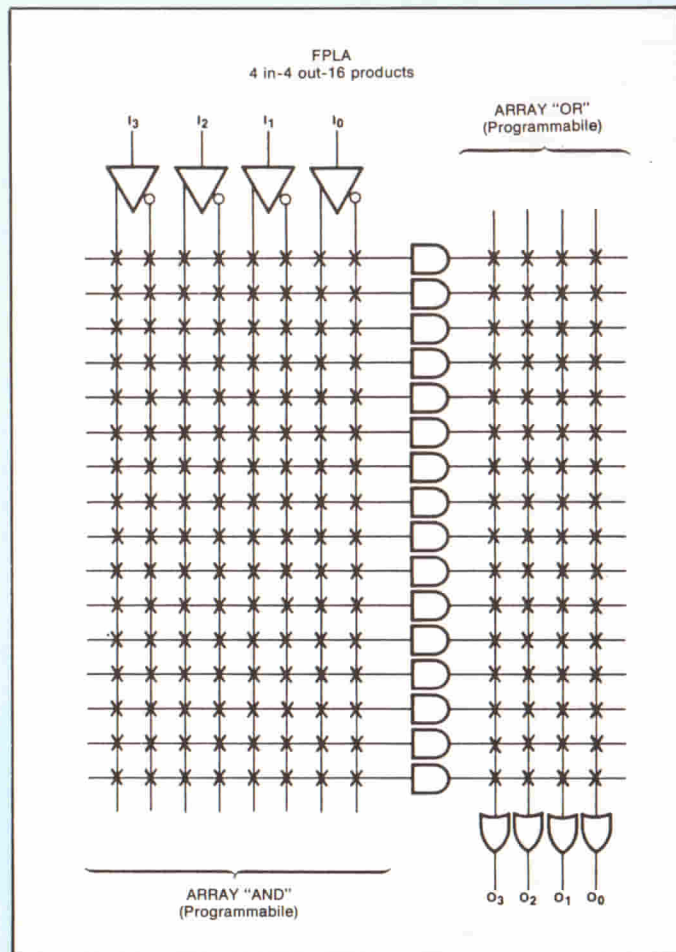 FPLA
4 in-4 out-16 products
ARRAY "OR"
(Programmabile)
I₃ I₂ I₁ I₀
O₃ O₂ O₁ O₀
ARRAY "AND"
(Programmabile)